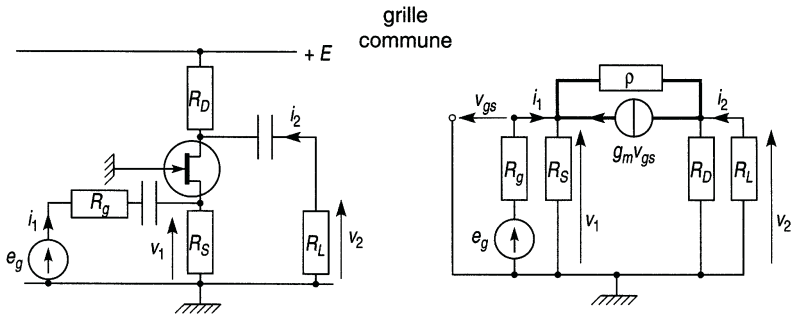 grille
commune
+ E
R_D
i_2
R_g
i_1
e_g
v_1
R_S
R_L
v_2
ρ
v_gs
i_1
i_2
g_m v_gs
R_g
R_S
R_D
R_L
v_1
v_2
e_g